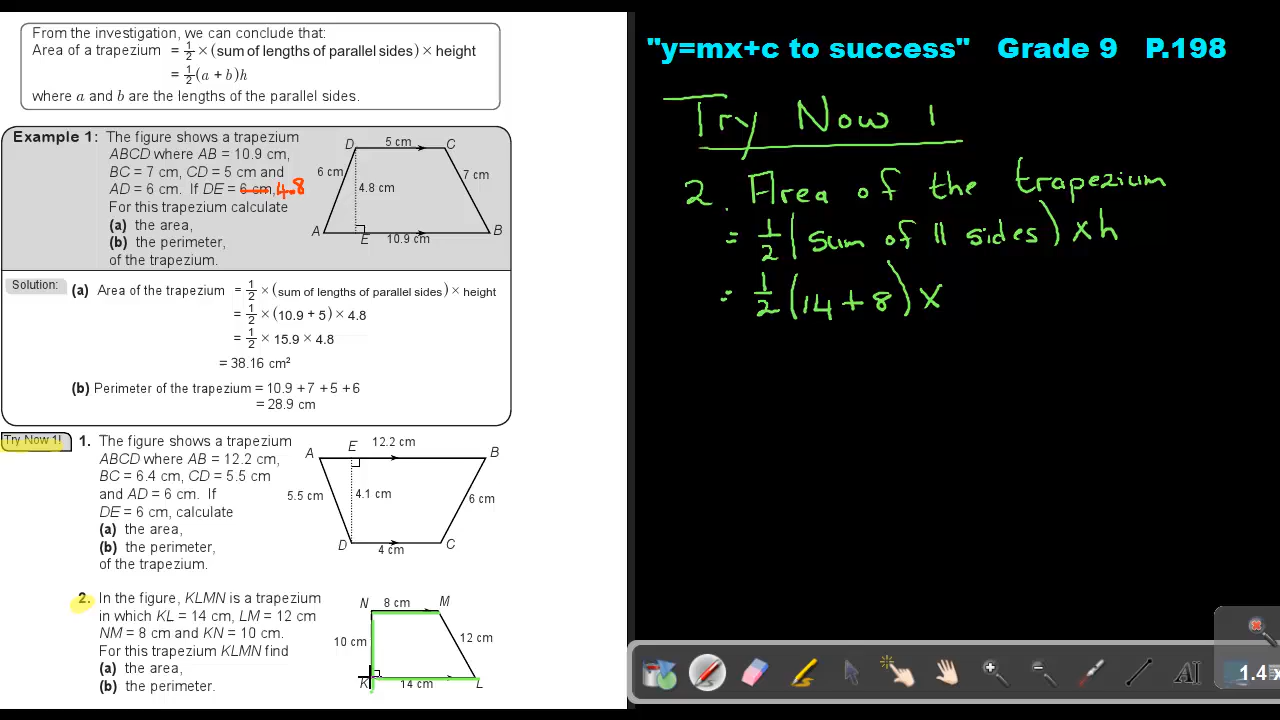 From the investigation, we can conclude that:
Area of a trapezium = 1/2 × (sum of lengths of parallel sides) × height
= 1/2 (a + b)h
where a and b are the lengths of the parallel sides.
Example 1: The figure shows a trapezium
ABCD where AB = 10.9 cm,
BC = 7 cm, CD = 5 cm and
AD = 6 cm. If DE = 6 cm, 4.8
For this trapezium calculate
(a) the area,
(b) the perimeter,
of the trapezium.
D 5 cm C
6 cm 4.8 cm 7 cm
A E 10.9 cm B
Solution: (a) Area of the trapezium = 1/2 × (sum of lengths of parallel sides) × height
= 1/2 × (10.9 + 5) × 4.8
= 1/2 × 15.9 × 4.8
= 38.16 cm²
(b) Perimeter of the trapezium = 10.9 + 7 + 5 + 6
= 28.9 cm
Try Now 1! 1. The figure shows a trapezium
ABCD where AB = 12.2 cm,
BC = 6.4 cm, CD = 5.5 cm
and AD = 6 cm. If
DE = 6 cm, calculate
(a) the area,
(b) the perimeter,
of the trapezium.
A E 12.2 cm B
5.5 cm 4.1 cm 6 cm
D 4 cm C
2. In the figure, KLMN is a trapezium
in which KL = 14 cm, LM = 12 cm
NM = 8 cm and KN = 10 cm.
For this trapezium KLMN find
(a) the area,
(b) the perimeter.
N 8 cm M
10 cm 12 cm
K 14 cm L
"y=mx+c to success" Grade 9 P.198
Try Now 1
2. Area of the trapezium
= 1/2 (sum of || sides) × h
= 1/2 (14 + 8) ×
AI
1.4 x